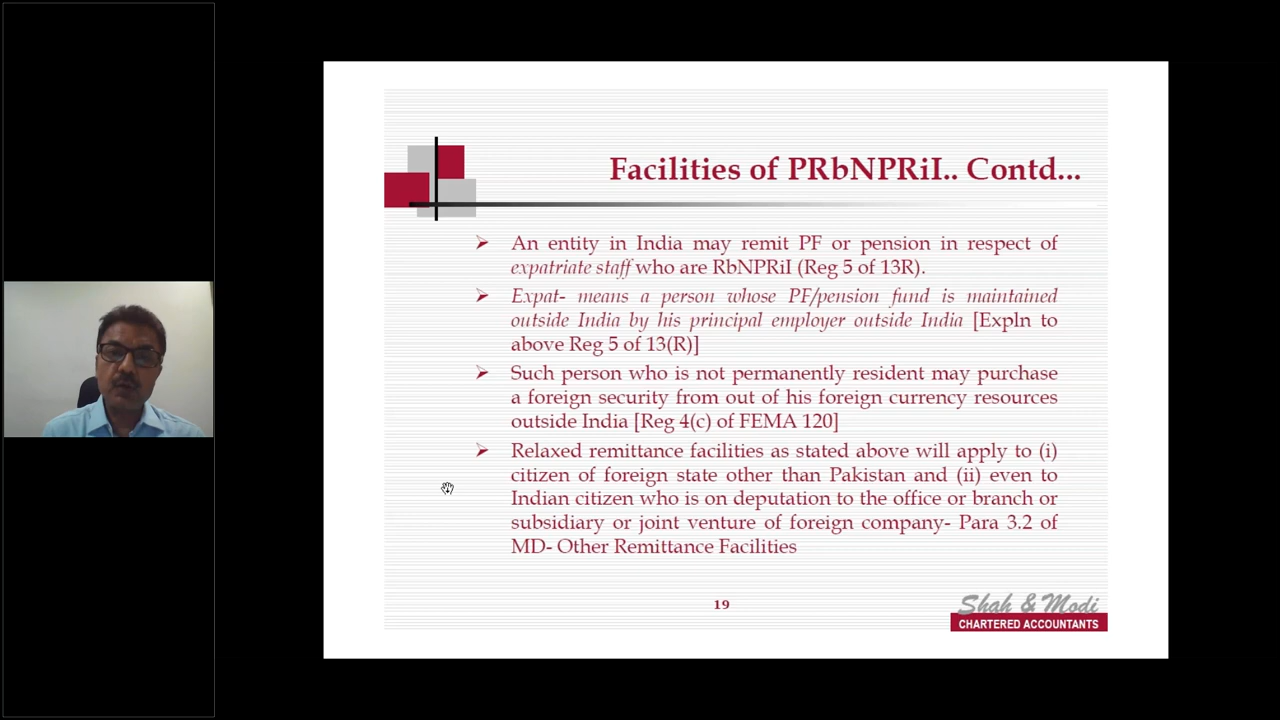 Facilities of PRbNPRiI.. Contd...
An entity in India may remit PF or pension in respect of
expatriate staff who are RbNPRiI (Reg 5 of 13R).
Expat- means a person whose PF/pension fund is maintained
outside India by his principal employer outside India [Expln to
above Reg 5 of 13(R)]
Such person who is not permanently resident may purchase
a foreign security from out of his foreign currency resources
outside India [Reg 4(c) of FEMA 120]
Relaxed remittance facilities as stated above will apply to (i)
citizen of foreign state other than Pakistan and (ii) even to
Indian citizen who is on deputation to the office or branch or
subsidiary or joint venture of foreign company- Para 3.2 of
MD- Other Remittance Facilities
19
Shah & Modi
CHARTERED ACCOUNTANTS